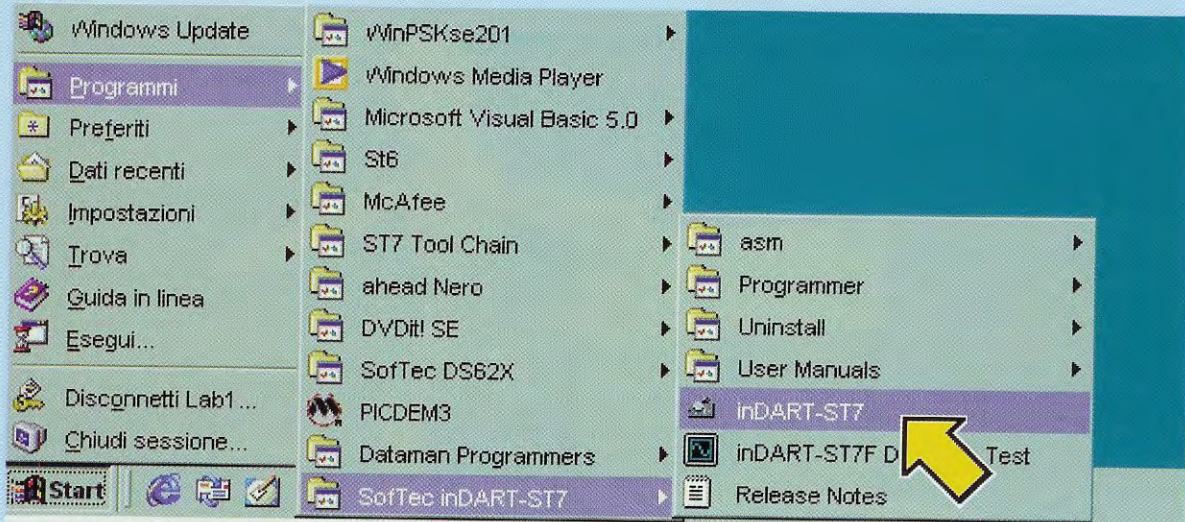 Windows Update
Programmi
Preferiti
Dati recenti
Impostazioni
Trova
Guida in linea
Esegui...
Disconnetti Lab1...
Chiudi sessione...
Start
WinPSKse201
Windows Media Player
Microsoft Visual Basic 5.0
St6
McAfee
ST7 Tool Chain
ahead Nero
DVDit! SE
SofTec DS62X
PICDEM3
Dataman Programmers
SofTec inDART-ST7
asm
Programmer
Uninstall
User Manuals
inDART-ST7
inDART-ST7F D Test
Release Notes